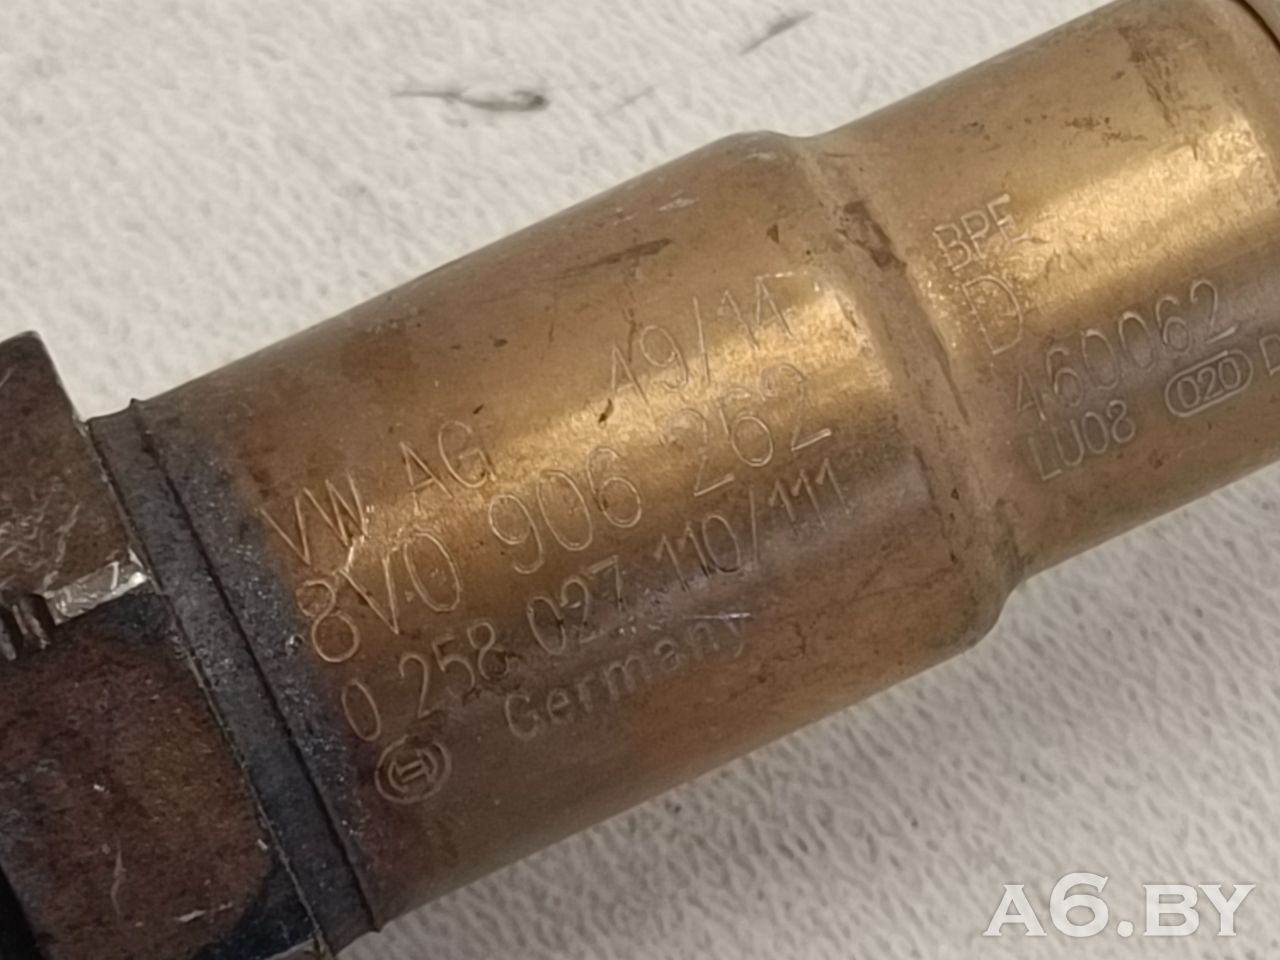 19/14
VW AG
8V0 906 262
0 258 027 110/111
Germany
BPE
D
460062
LU08 020 D
A6.BY